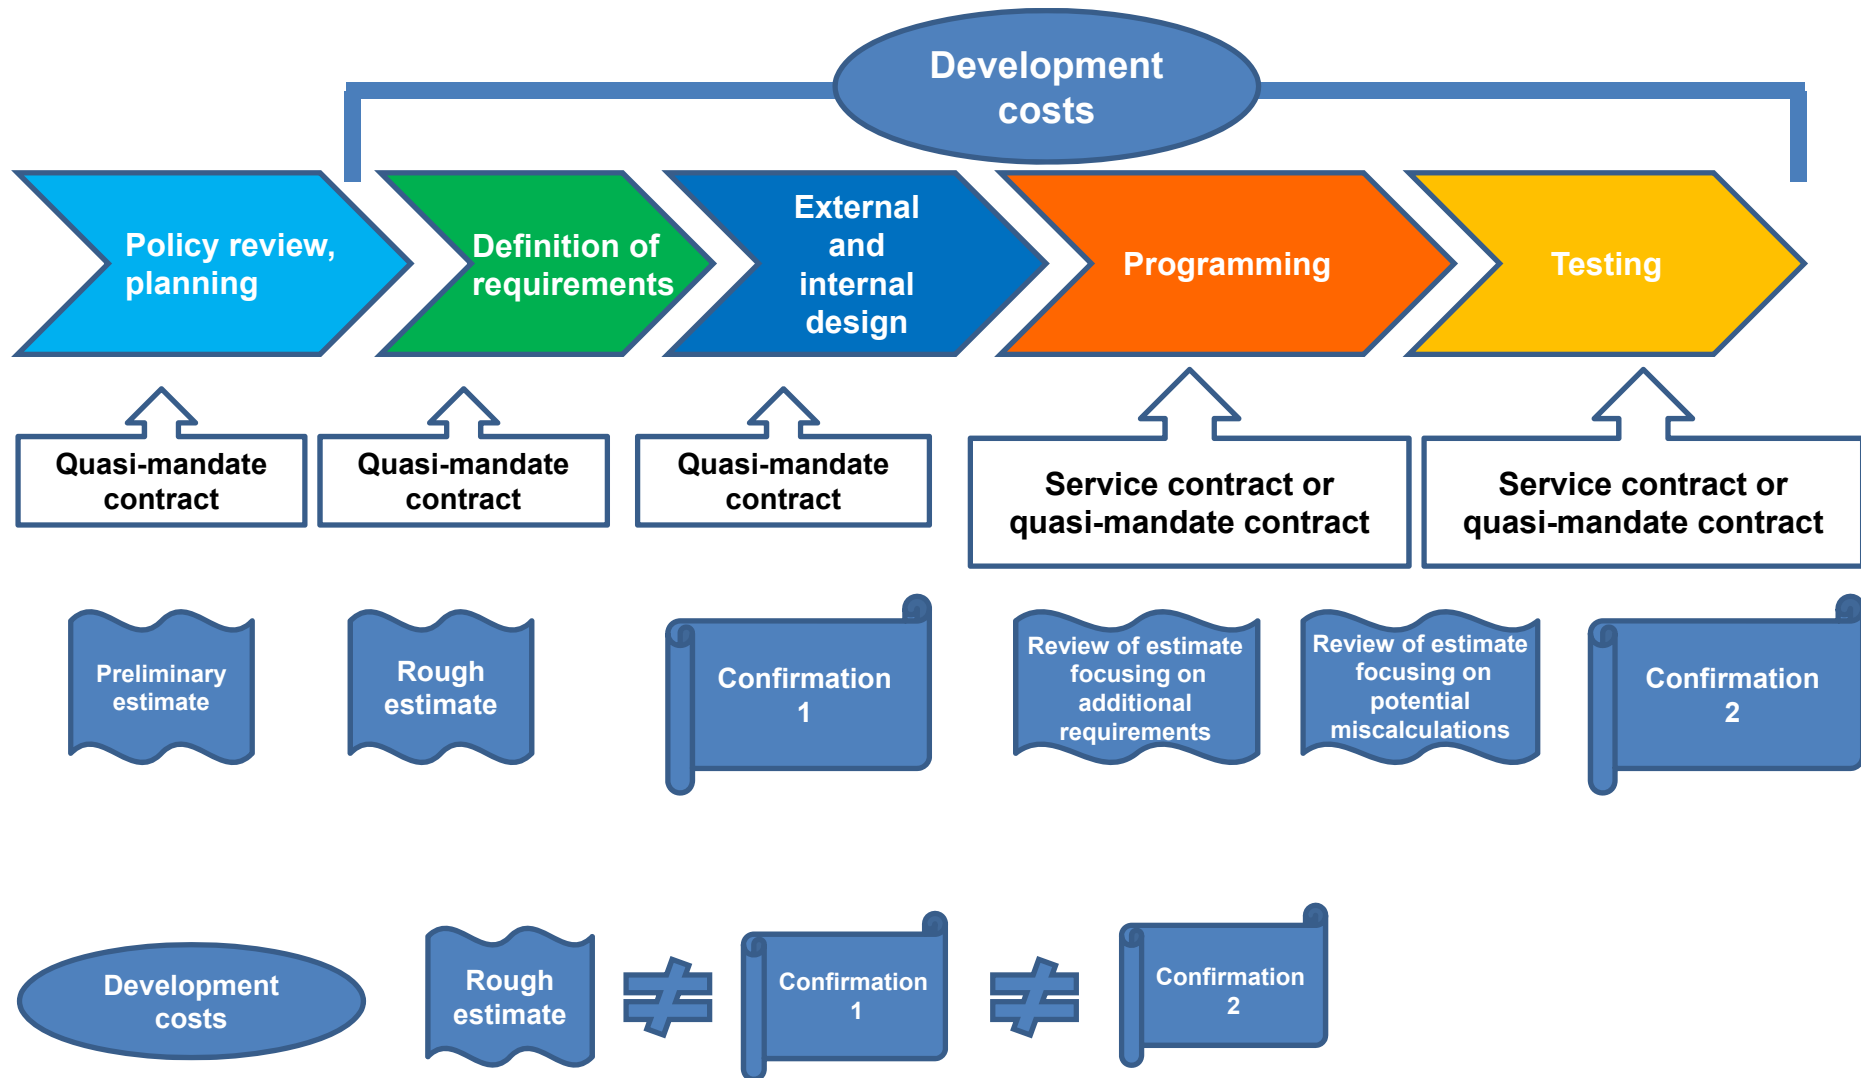 Development
costs
Policy review,
planning
Definition of
requirements
External
and
internal
design
Programming
Testing
Quasi-mandate
contract
Quasi-mandate
contract
Quasi-mandate
contract
Service contract or
quasi-mandate contract
Service contract or
quasi-mandate contract
Preliminary
estimate
Rough
estimate
Confirmation
1
Review of estimate
focusing on
additional
requirements
Review of estimate
focusing on
potential
miscalculations
Confirmation
2
Development
costs
Rough
estimate
≠
Confirmation
1
≠
Confirmation
2